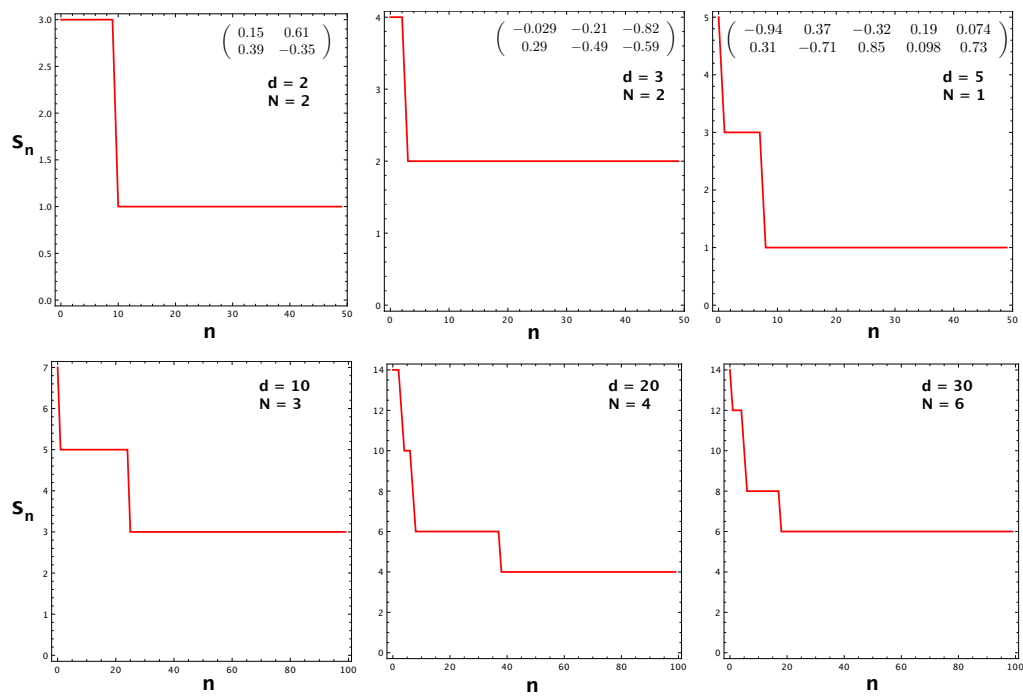 3.0
2.5
2.0
1.5
1.0
0.5
0.0
0 10 20 30 40 50
S_n
n
( 0.15 0.61 )
( 0.39 −0.35 )
d = 2
N = 2
4
3
2
1
0
0 10 20 30 40 50
n
( −0.029 −0.21 −0.82 )
( 0.29 −0.49 −0.59 )
d = 3
N = 2
5
4
3
2
1
0
0 10 20 30 40 50
n
( −0.94 0.37 −0.32 0.19 0.074 )
( 0.31 −0.71 0.85 0.098 0.73 )
d = 5
N = 1
7
6
5
4
3
2
1
0
0 20 40 60 80 100
S_n
n
d = 10
N = 3
14
12
10
8
6
4
2
0
0 20 40 60 80 100
n
d = 20
N = 4
14
12
10
8
6
4
2
0
0 20 40 60 80 100
n
d = 30
N = 6